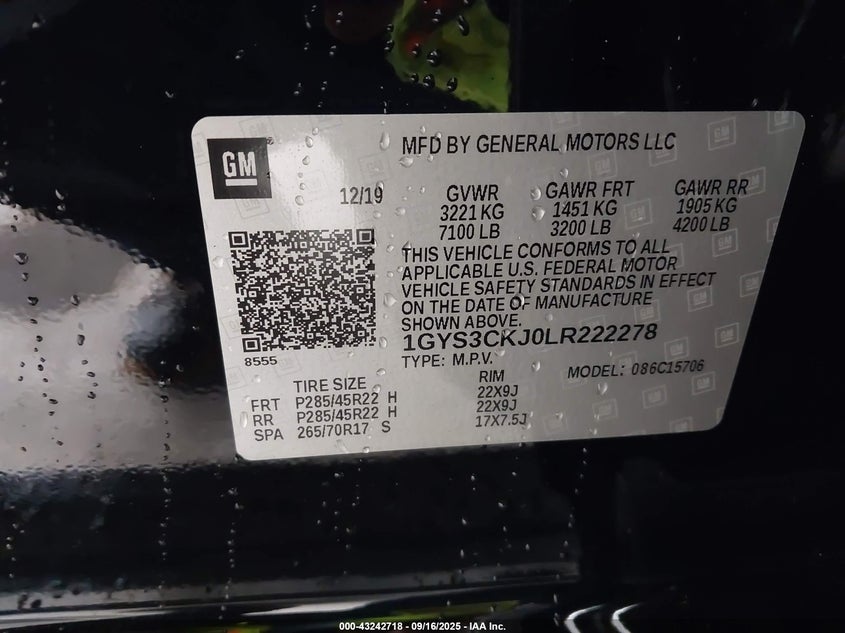 GM
MFD BY GENERAL MOTORS LLC
12/19
GVWR GAWR FRT GAWR RR
3221 KG 1451 KG 1905 KG
7100 LB 3200 LB 4200 LB
THIS VEHICLE CONFORMS TO ALL
APPLICABLE U.S. FEDERAL MOTOR
VEHICLE SAFETY STANDARDS IN EFFECT
ON THE DATE OF MANUFACTURE
SHOWN ABOVE.
1GYS3CKJ0LR222278
8555
TYPE: M.P.V. MODEL: 086C15706
TIRE SIZE RIM
FRT P285/45R22 H 22X9J
RR P285/45R22 H 22X9J
SPA 265/70R17 S 17X7.5J
000-43242718 - 09/16/2025 - IAA Inc.